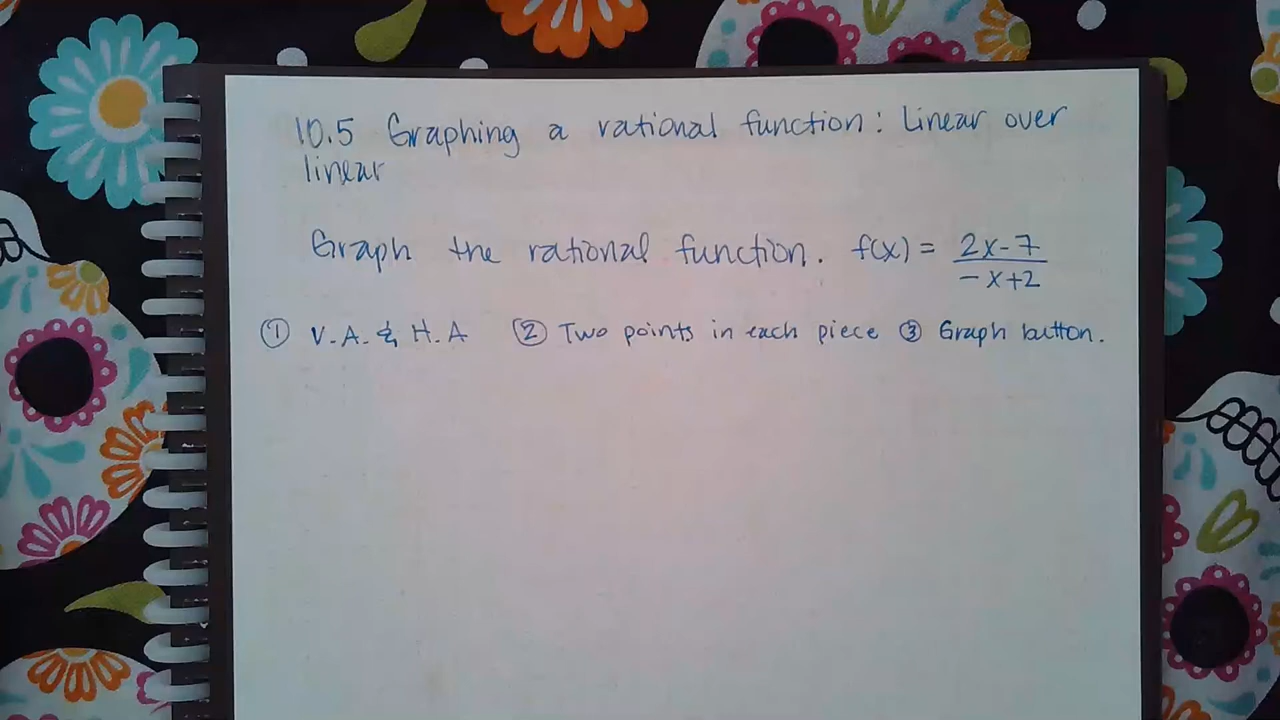 10.5 Graphing a rational function: Linear over
linear
Graph the rational function. f(x) = \frac{2x-7}{-x+2}
① V.A. & H.A ② Two points in each piece ③ Graph button.